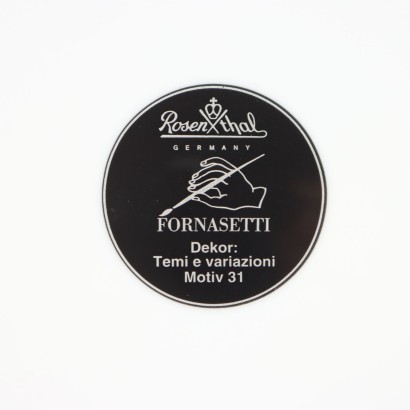 Rosenthal
GERMANY
FORNASETTI
Dekor:
Temi e variazioni
Motiv 31